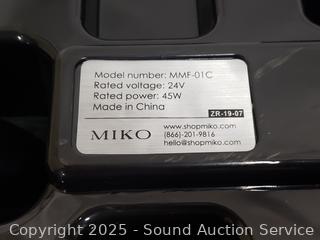 Model number: MMF-01C
Rated voltage: 24V
Rated power: 45W
Made in China
ZR-19-07
MIKO
www.shopmiko.com
(866)-201-9816
hello@shopmiko.com
Copyright © 2025 - Sound Auction Service